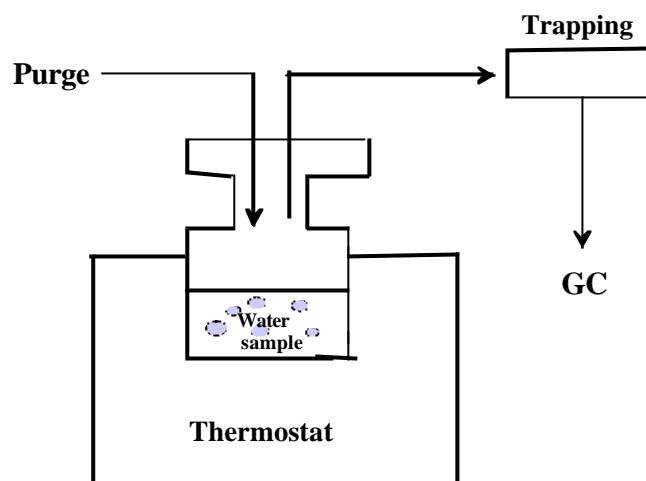 Trapping
Purge
GC
Water
sample
Thermostat